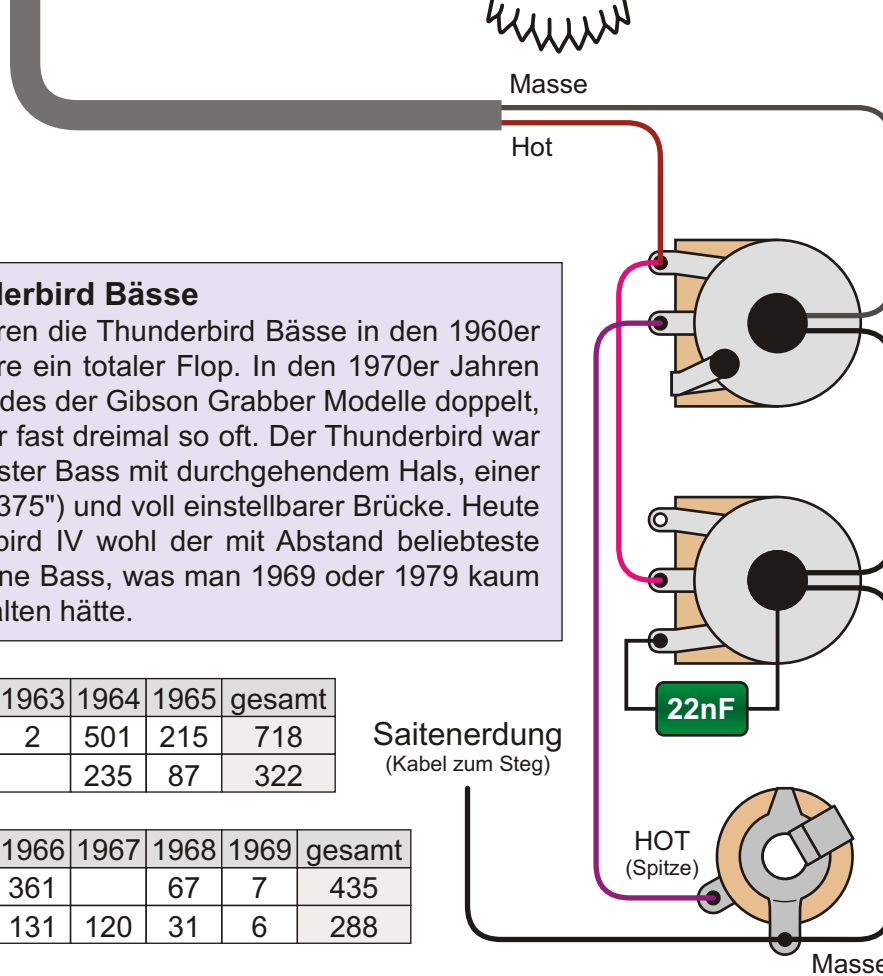 Masse
Hot
derbird Bässe
ren die Thunderbird Bässe in den 1960er
re ein totaler Flop. In den 1970er Jahren
des der Gibson Grabber Modelle doppelt,
r fast dreimal so oft. Der Thunderbird war
ster Bass mit durchgehendem Hals, einer
375") und voll einstellbarer Brücke. Heute
bird IV wohl der mit Abstand beliebteste
ne Bass, was man 1969 oder 1979 kaum
alten hätte.
22nF
1963 1964 1965 gesamt
2 501 215 718
235 87 322
Saitenerdung
(Kabel zum Steg)
1966 1967 1968 1969 gesamt
361 67 7 435
131 120 31 6 288
HOT
(Spitze)
Masse